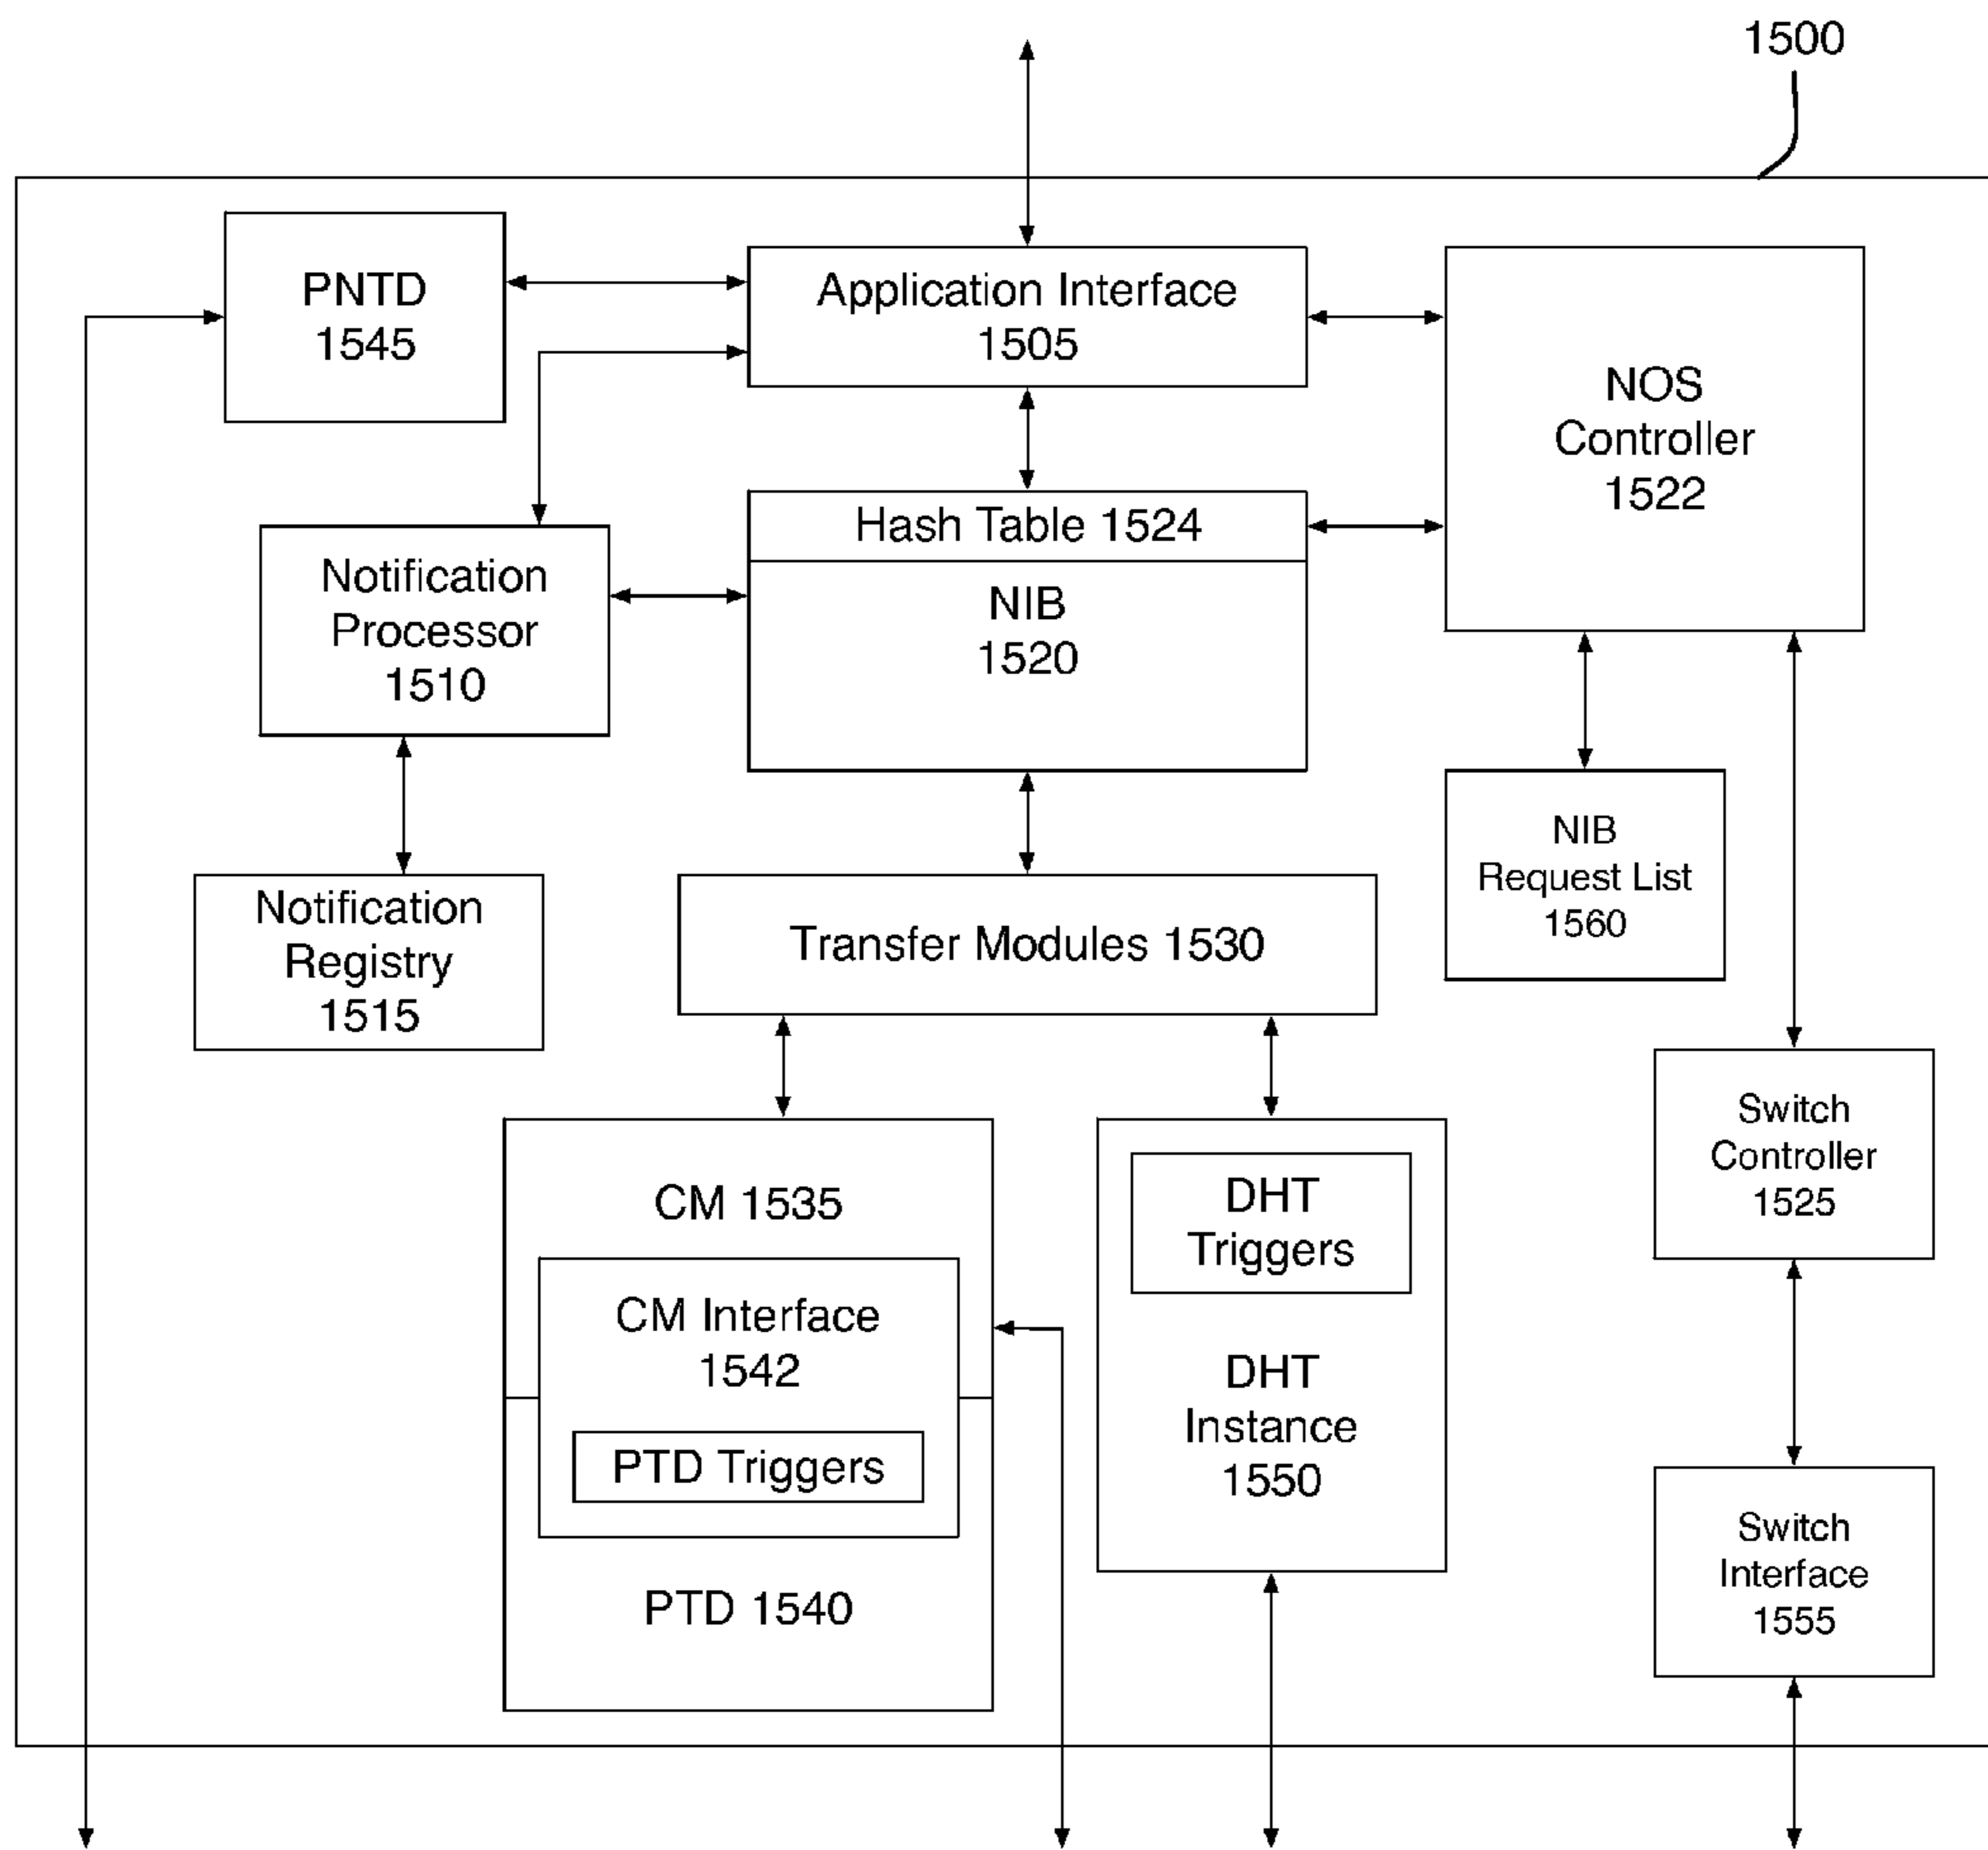 1500
PNTD
1545
Application Interface
1505
NOS
Controller
1522
Hash Table 1524
NIB
1520
Notification
Processor
1510
Notification
Registry
1515
Transfer Modules 1530
NIB
Request List
1560
Switch
Controller
1525
CM 1535
CM Interface
1542
PTD Triggers
PTD 1540
DHT
Triggers
DHT
Instance
1550
Switch
Interface
1555